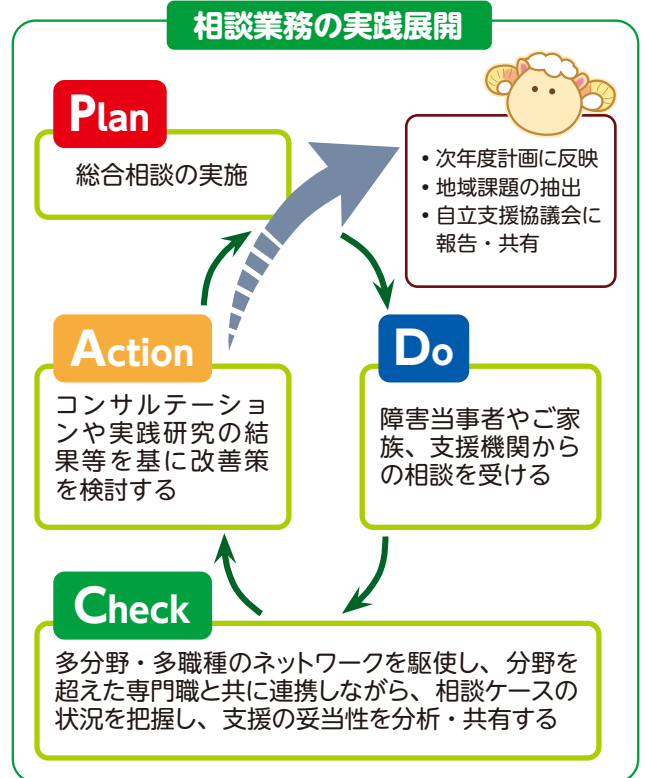 相談業務の実践展開
Plan
総合相談の実施
・次年度計画に反映
・地域課題の抽出
・自立支援協議会に
報告・共有
Do
障害当事者やご家
族、支援機関から
の相談を受ける
Check
多分野・多職種のネットワークを駆使し、分野を
超えた専門職と共に連携しながら、相談ケースの
状況を把握し、支援の妥当性を分析・共有する
Action
コンサルテーショ
ンや実践研究の結
果等を基に改善策
を検討する